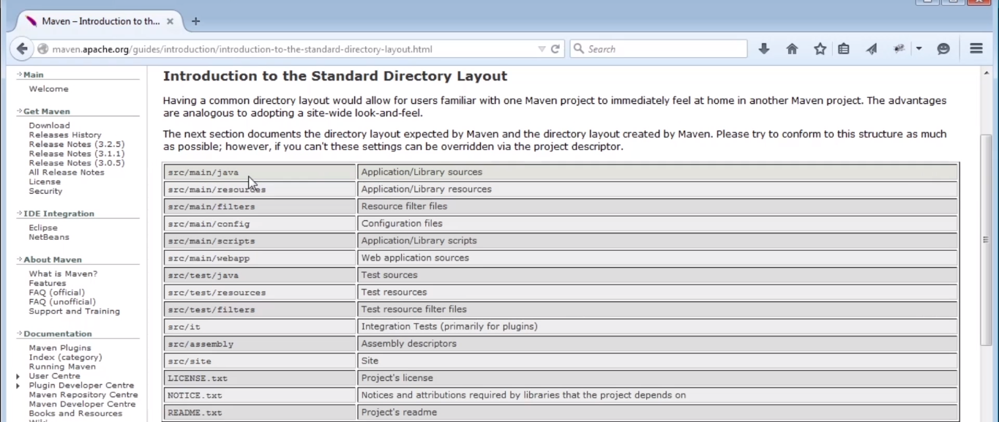 Maven – Introduction to th...
maven.apache.org/guides/introduction/introduction-to-the-standard-directory-layout.html
Search
Main
Welcome
Get Maven
Download
Releases History
Release Notes (3.2.5)
Release Notes (3.1.1)
Release Notes (3.0.5)
All Release Notes
License
Security
IDE Integration
Eclipse
NetBeans
About Maven
What is Maven?
Features
FAQ (official)
FAQ (unofficial)
Support and Training
Documentation
Maven Plugins
Index (category)
Running Maven
User Centre
Plugin Developer Centre
Maven Repository Centre
Maven Developer Centre
Books and Resources
Wiki
Introduction to the Standard Directory Layout
Having a common directory layout would allow for users familiar with one Maven project to immediately feel at home in another Maven project. The advantages
are analogous to adopting a site-wide look-and-feel.
The next section documents the directory layout expected by Maven and the directory layout created by Maven. Please try to conform to this structure as much
as possible; however, if you can't these settings can be overridden via the project descriptor.
src/main/java Application/Library sources
src/main/resources Application/Library resources
src/main/filters Resource filter files
src/main/config Configuration files
src/main/scripts Application/Library scripts
src/main/webapp Web application sources
src/test/java Test sources
src/test/resources Test resources
src/test/filters Test resource filter files
src/it Integration Tests (primarily for plugins)
src/assembly Assembly descriptors
src/site Site
LICENSE.txt Project's license
NOTICE.txt Notices and attributions required by libraries that the project depends on
README.txt Project's readme